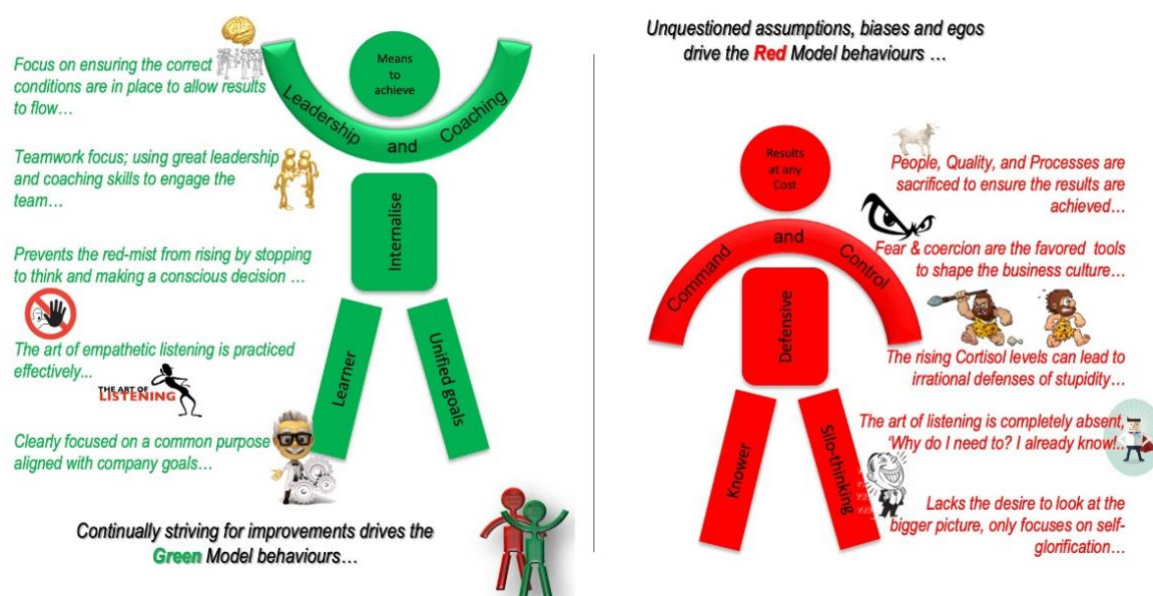 Focus on ensuring the correct
conditions are in place to allow results
to flow…
Teamwork focus; using great leadership
and coaching skills to engage the
team…
Prevents the red-mist from rising by stopping
to think and making a conscious decision …
The art of empathetic listening is practiced
effectively...
THE ART OF
LISTENING
Clearly focused on a common purpose
aligned with company goals…
Means
to
achieve
Leadership and Coaching
Internalise
Learner
Unified goals
Continually striving for improvements drives the
Green Model behaviours…
Unquestioned assumptions, biases and egos
drive the Red Model behaviours …
Results
at any
Cost
Command and Control
Defensive
Knower
Silo-thinking
People, Quality, and Processes are
sacrificed to ensure the results are
achieved…
Fear & coercion are the favored tools
to shape the business culture…
The rising Cortisol levels can lead to
irrational defenses of stupidity…
The art of listening is completely absent,
'Why do I need to? I already know!..
Lacks the desire to look at the
bigger picture, only focuses on self-
glorification…